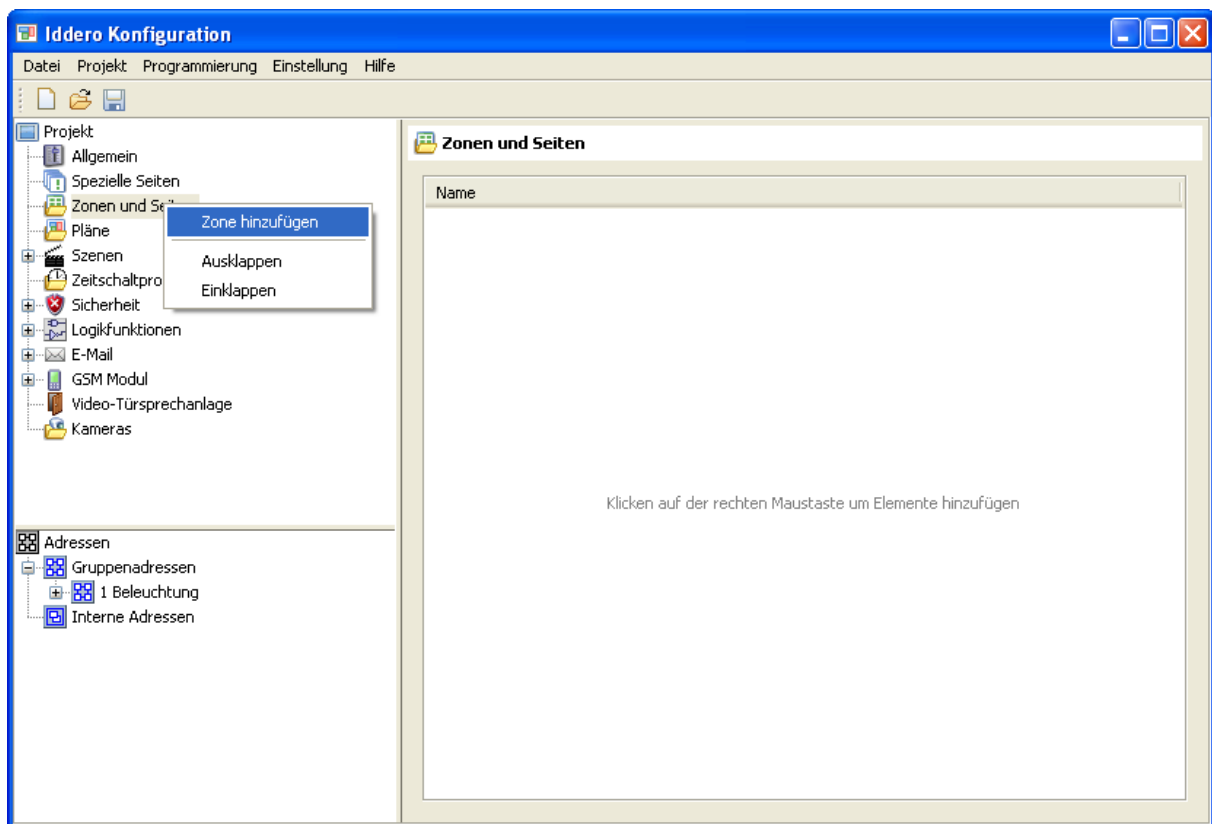 Iddero Konfiguration
Datei Projekt Programmierung Einstellung Hilfe
Projekt
Allgemein
Spezielle Seiten
Zonen und
Pläne
Szenen
Sicherheit
Logikfunktionen
E-Mail
GSM Modul
Video-Türsprechanlage
Kameras
Zone hinzufügen
Ausklappen
Einklappen
Adressen
Gruppenadressen
1 Beleuchtung
Interne Adressen
Zonen und Seiten
Name
Klicken auf der rechten Maustaste um Elemente hinzufügen